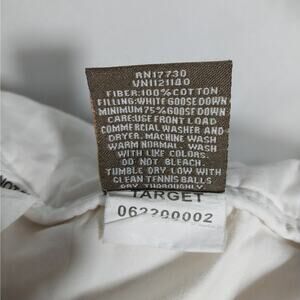 RN17730
VN1121140
FIBER:100% COTTON
FILLING:WHITE GOOSE DOWN
MINIMUM 75% GOOSE DOWN
CARE:USE FRONT LOAD
COMMERCIAL WASHER AND
DRYER. MACHINE WASH
WARM NORMAL. WASH
WITH LIKE COLORS.
DO NOT BLEACH.
TUMBLE DRY LOW WITH
CLEAN TENNIS BALLS
DRY THOROUGHLY.
TARGET
062200002